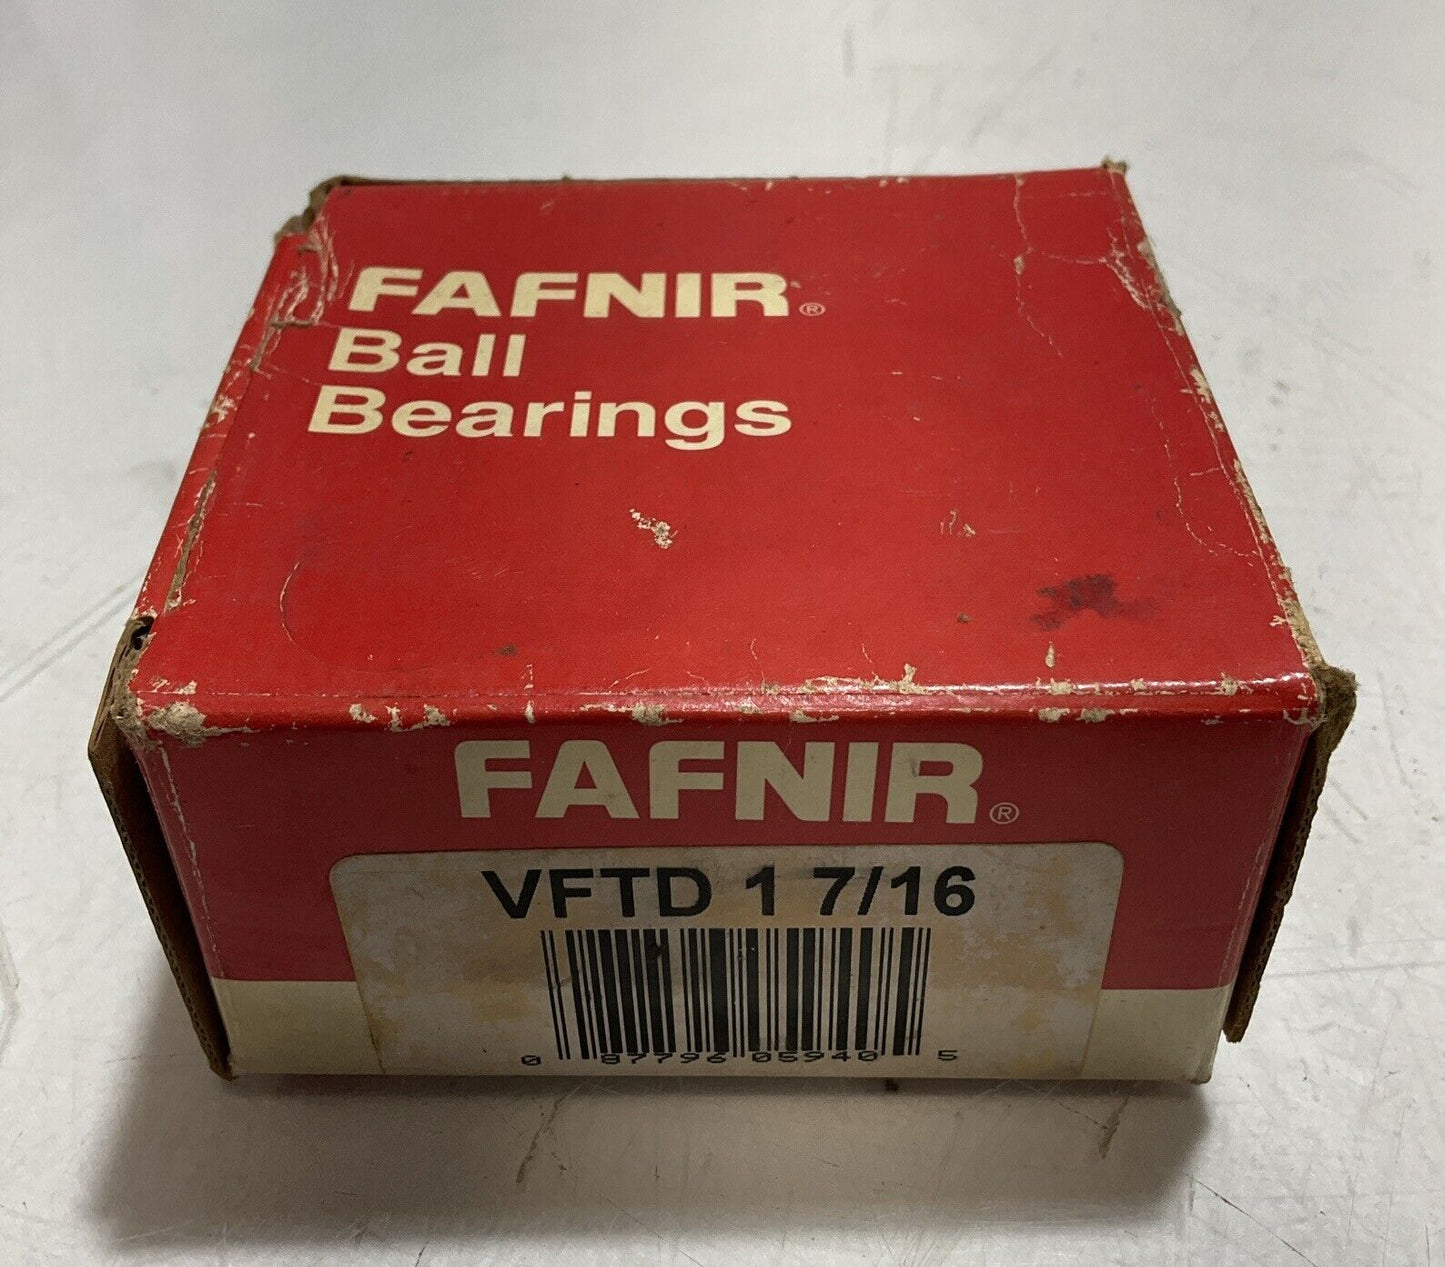 FAFNIR®
Ball
Bearings
FAFNIR®
VFTD 1 7/16
0 87796 05940 5